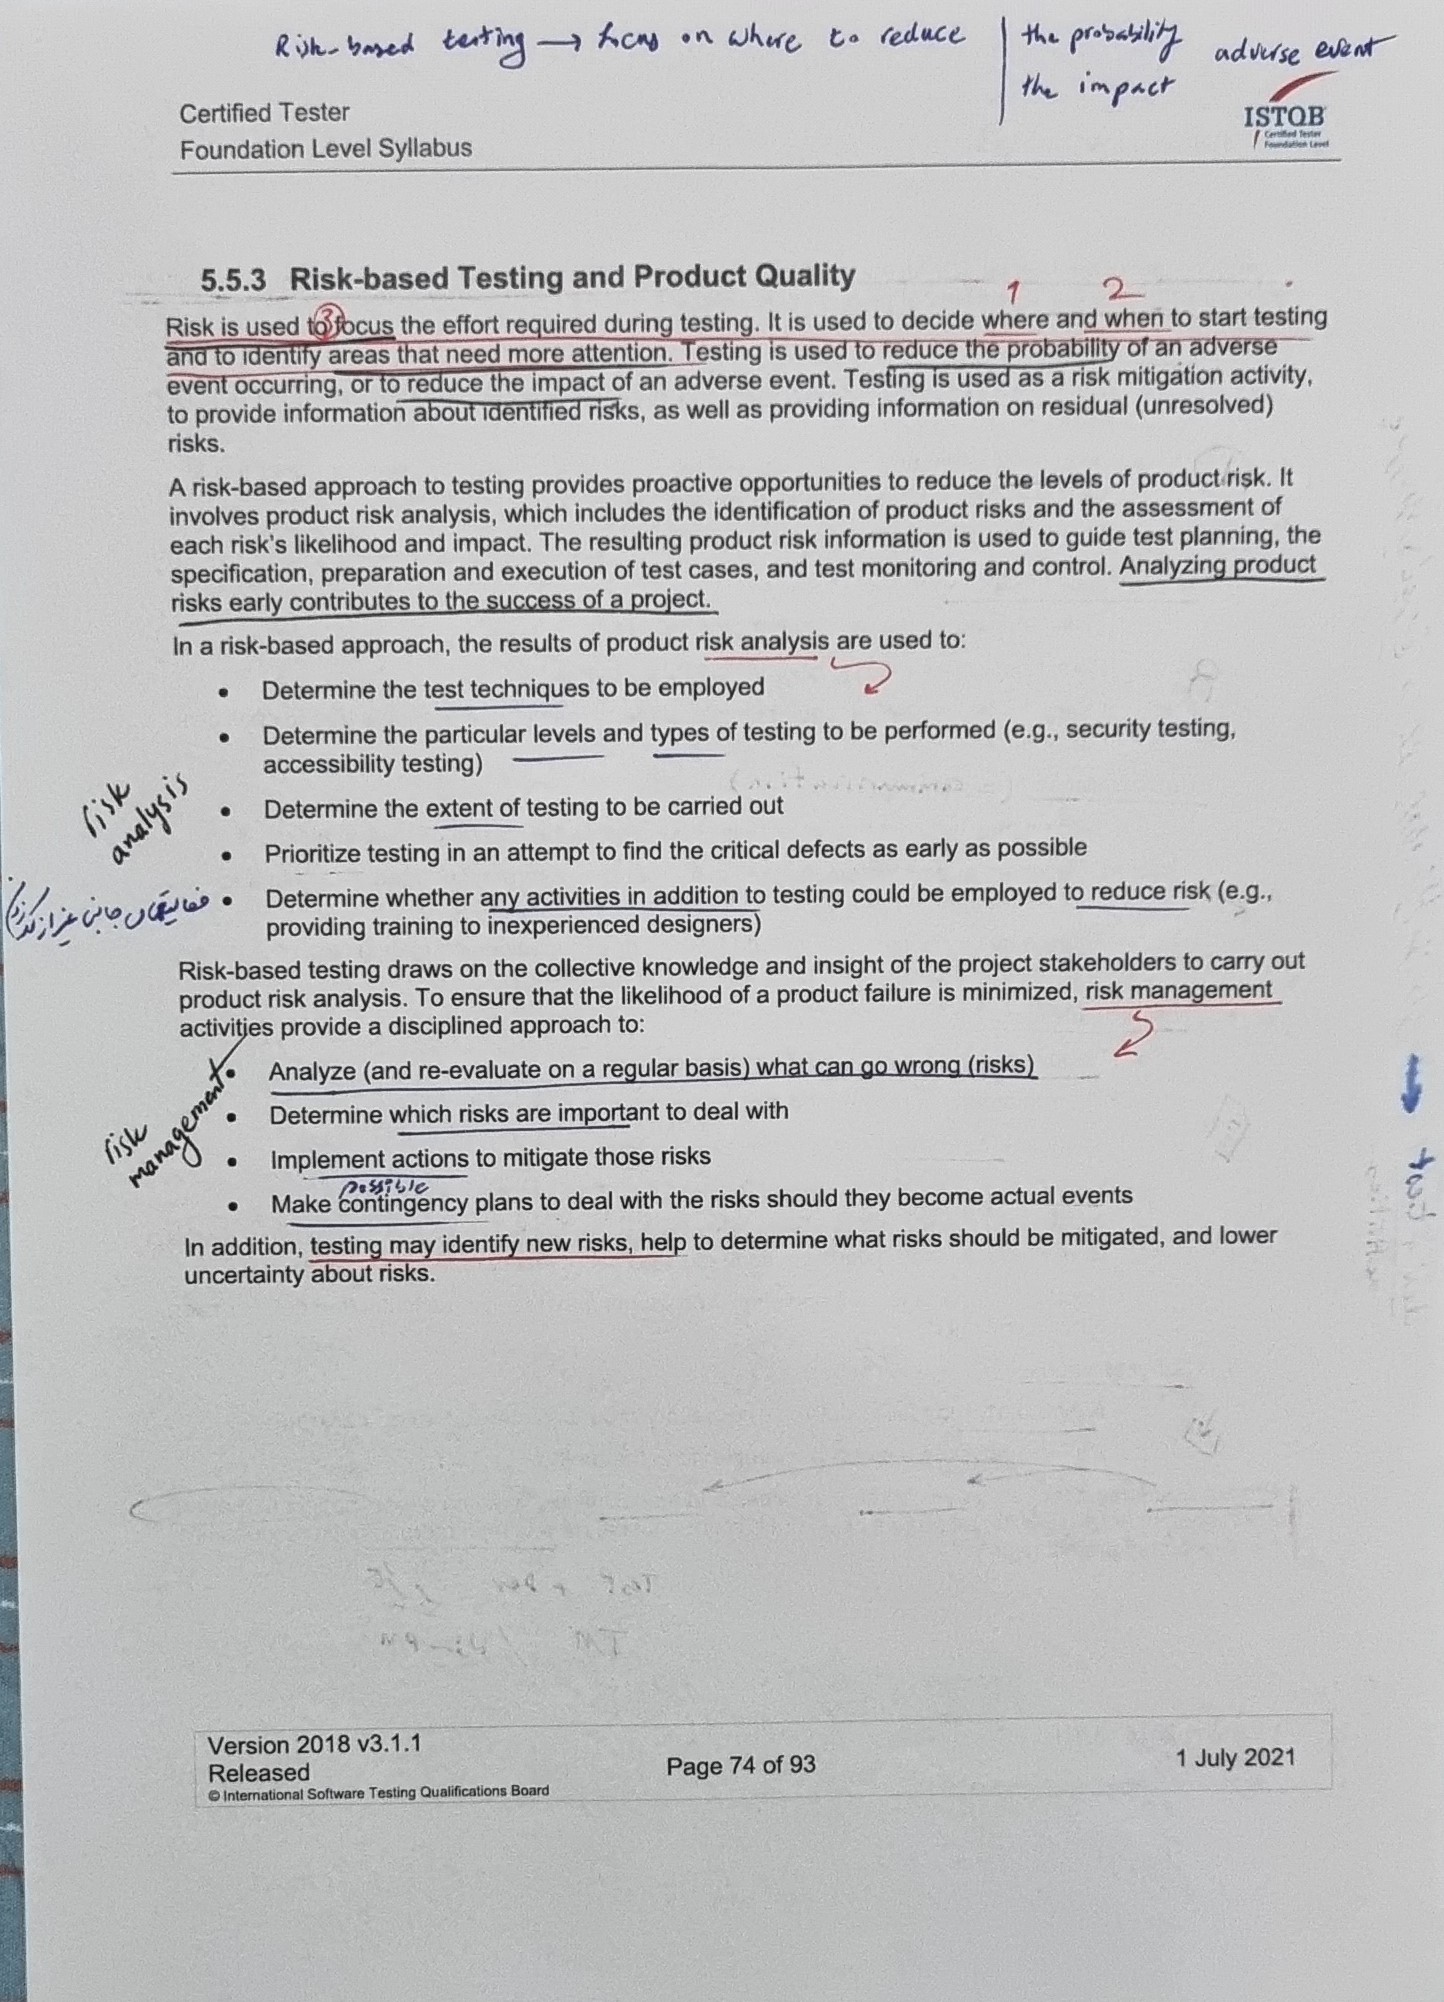 Risk-based testing → focus on where to reduce | the probability adverse event
the impact
Certified Tester
Foundation Level Syllabus
ISTQB
Certified Tester
Foundation Level
5.5.3 Risk-based Testing and Product Quality
1 2
3
Risk is used to focus the effort required during testing. It is used to decide where and when to start testing
and to identify areas that need more attention. Testing is used to reduce the probability of an adverse
event occurring, or to reduce the impact of an adverse event. Testing is used as a risk mitigation activity,
to provide information about identified risks, as well as providing information on residual (unresolved)
risks.
A risk-based approach to testing provides proactive opportunities to reduce the levels of product risk. It
involves product risk analysis, which includes the identification of product risks and the assessment of
each risk's likelihood and impact. The resulting product risk information is used to guide test planning, the
specification, preparation and execution of test cases, and test monitoring and control. Analyzing product
risks early contributes to the success of a project.
In a risk-based approach, the results of product risk analysis are used to:
• Determine the test techniques to be employed
• Determine the particular levels and types of testing to be performed (e.g., security testing,
accessibility testing)
risk
analysis
• Determine the extent of testing to be carried out
• Prioritize testing in an attempt to find the critical defects as early as possible
• Determine whether any activities in addition to testing could be employed to reduce risk (e.g.,
providing training to inexperienced designers)
Risk-based testing draws on the collective knowledge and insight of the project stakeholders to carry out
product risk analysis. To ensure that the likelihood of a product failure is minimized, risk management
activities provide a disciplined approach to:
• Analyze (and re-evaluate on a regular basis) what can go wrong (risks)
• Determine which risks are important to deal with
risk
management
• Implement actions to mitigate those risks
possible
• Make contingency plans to deal with the risks should they become actual events
In addition, testing may identify new risks, help to determine what risks should be mitigated, and lower
uncertainty about risks.
Version 2018 v3.1.1
Released
© International Software Testing Qualifications Board
Page 74 of 93
1 July 2021